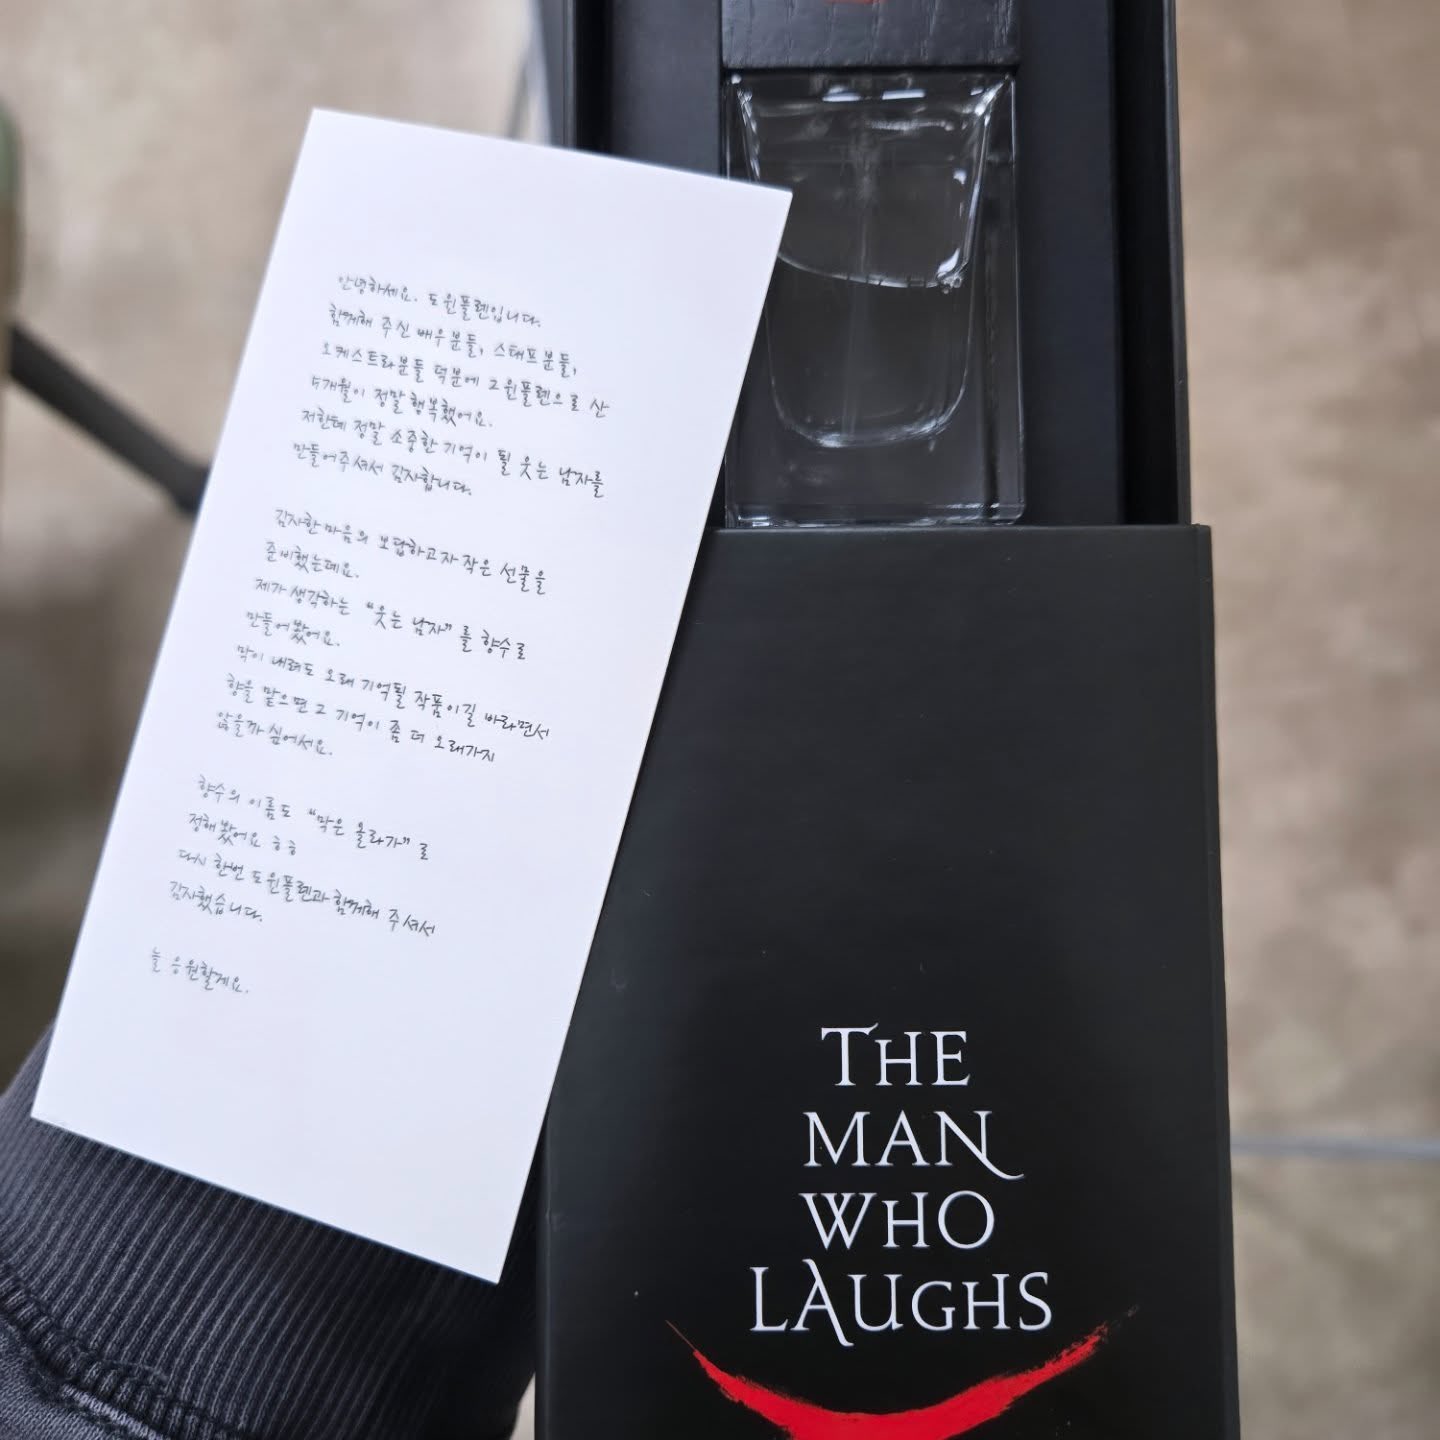 안녕하세요. 도윈플렌입니다.
함께해 주신 배우분들, 스태프분들,
오케스트라분들 덕분에 그윈플렌으로 산
4개월이 정말 행복했어요.
저한테 정말 소중한 기억이 될 웃는 남자를
만들어주셔서 감사합니다.
감사한 마음의 보답하고자 작은 선물을
준비했는데요.
제가 생각하는 “웃는 남자”를 향수로
만들어봤어요.
막이 내려도 오래 기억될 작품이길 바라면서
향을 맡으면 그 기억이 좀 더 오래가지
않을까 싶어서요.
향수의 이름도 “막은 올라가”로
정해봤어요 ㅎㅎ
다시 한번 도윈플렌과 함께해 주셔서
감사했습니다.
늘 응원할게요.
THE
MAN
WHO
LAUGHS